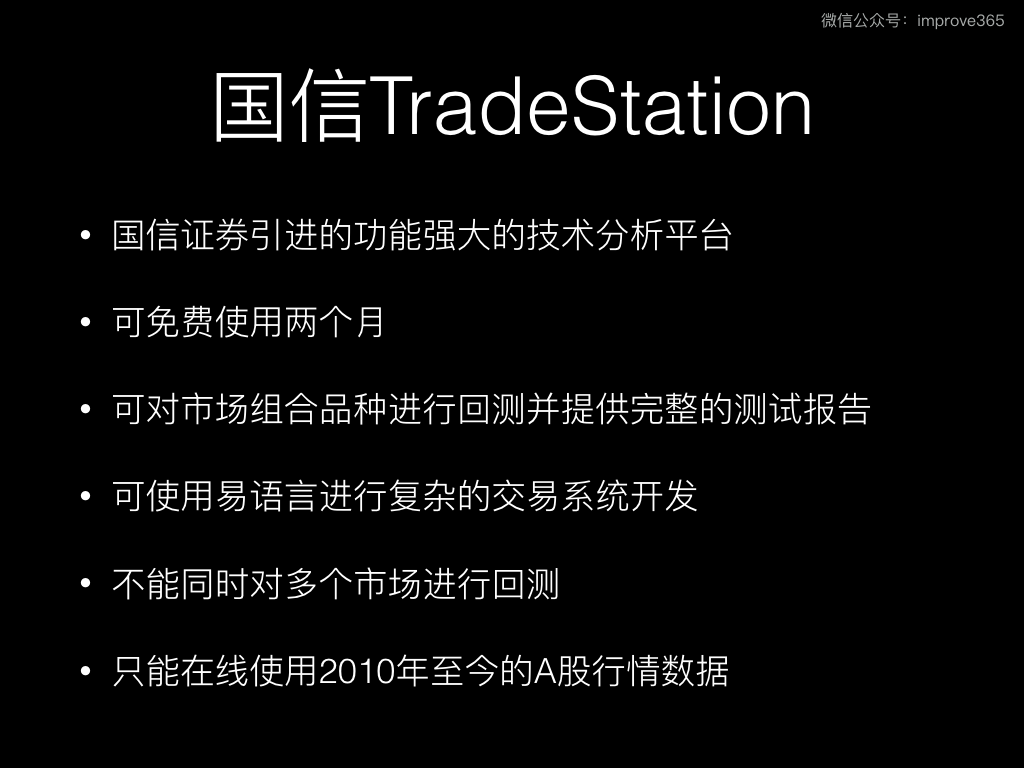 微信公众号：improve365
国信TradeStation
• 国信证券引进的功能强大的技术分析平台
• 可免费使用两个月
• 可对市场组合品种进行回测并提供完整的测试报告
• 可使用易语言进行复杂的交易系统开发
• 不能同时对多个市场进行回测
• 只能在线使用2010年至今的A股行情数据